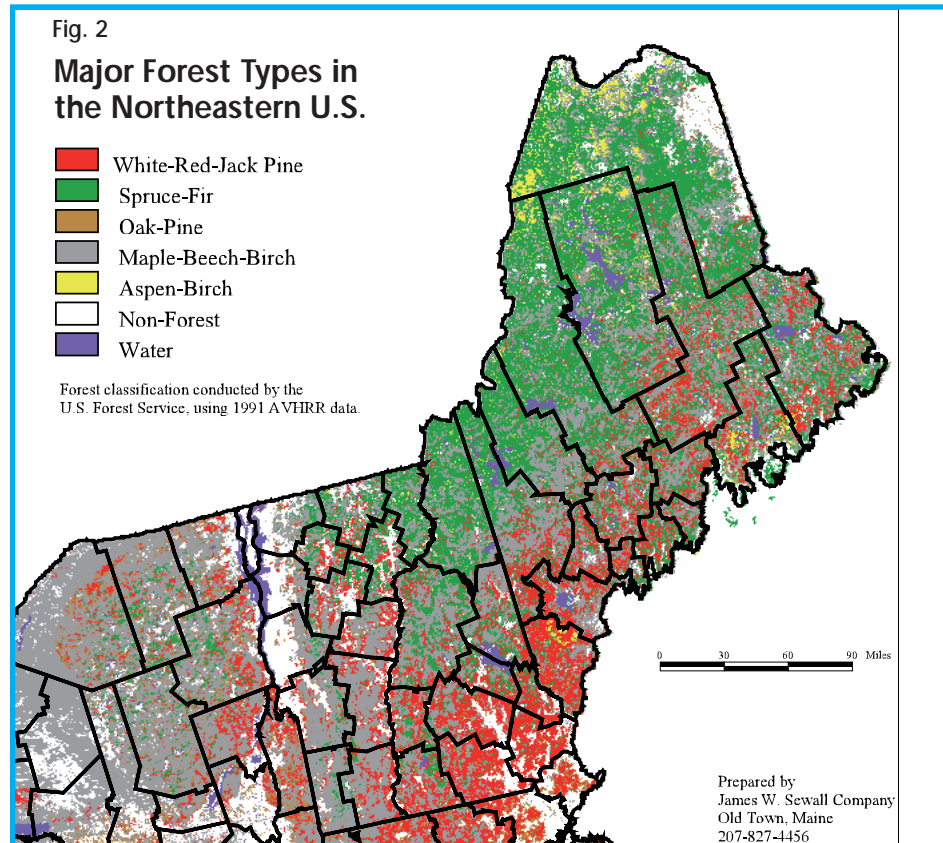 Fig. 2
Major Forest Types in
the Northeastern U.S.
White-Red-Jack Pine
Spruce-Fir
Oak-Pine
Maple-Beech-Birch
Aspen-Birch
Non-Forest
Water
Forest classification conducted by the
U.S. Forest Service, using 1991 AVHRR data.
0 30 60 90 Miles
Prepared by
James W. Sewall Company
Old Town, Maine
207-827-4456